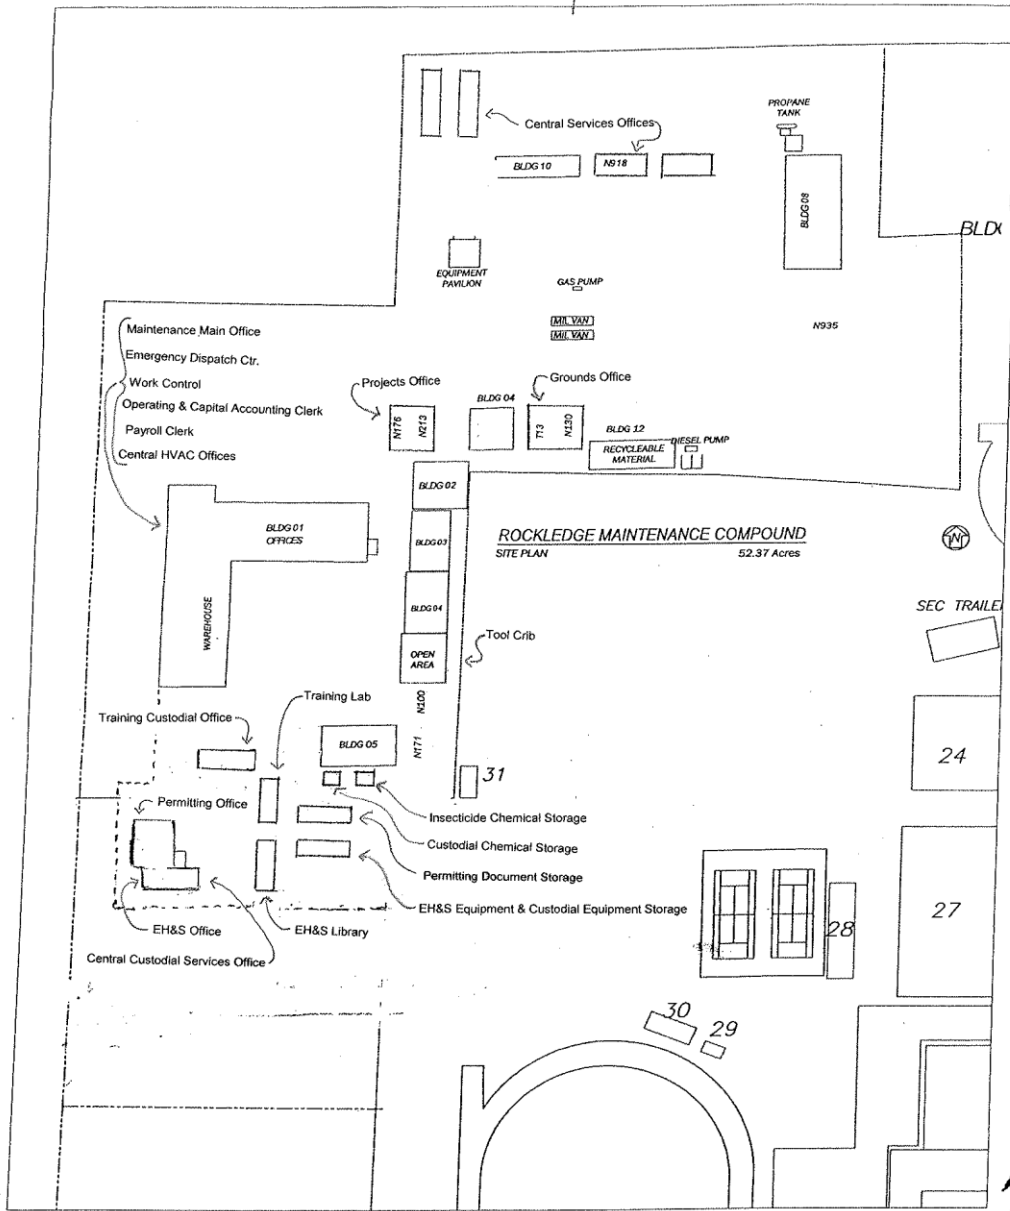 PROPANE
TANK
Central Services Offices
BLDG 10
N918
BLDG 08
EQUIPMENT
PAVILION
GAS PUMP
MIL VAN
MIL VAN
N935
Maintenance Main Office
Emergency Dispatch Ctr.
Work Control
Operating & Capital Accounting Clerk
Payroll Clerk
Central HVAC Offices
Projects Office
N176
N213
BLDG 04
Grounds Office
T13
N130
BLDG 12
RECYCLEABLE
MATERIAL
DIESEL PUMP
BLDG 02
BLDG 01
OFFICES
BLDG 03
ROCKLEDGE MAINTENANCE COMPOUND
SITE PLAN
52.37 Acres
N
WAREHOUSE
BLDG 04
OPEN
AREA
Tool Crib
N100
N171
Training Lab
Training Custodial Office
BLDG 05
31
24
Permitting Office
Insecticide Chemical Storage
Custodial Chemical Storage
Permitting Document Storage
EH&S Equipment & Custodial Equipment Storage
EH&S Office
EH&S Library
Central Custodial Services Office
28
27
30
29